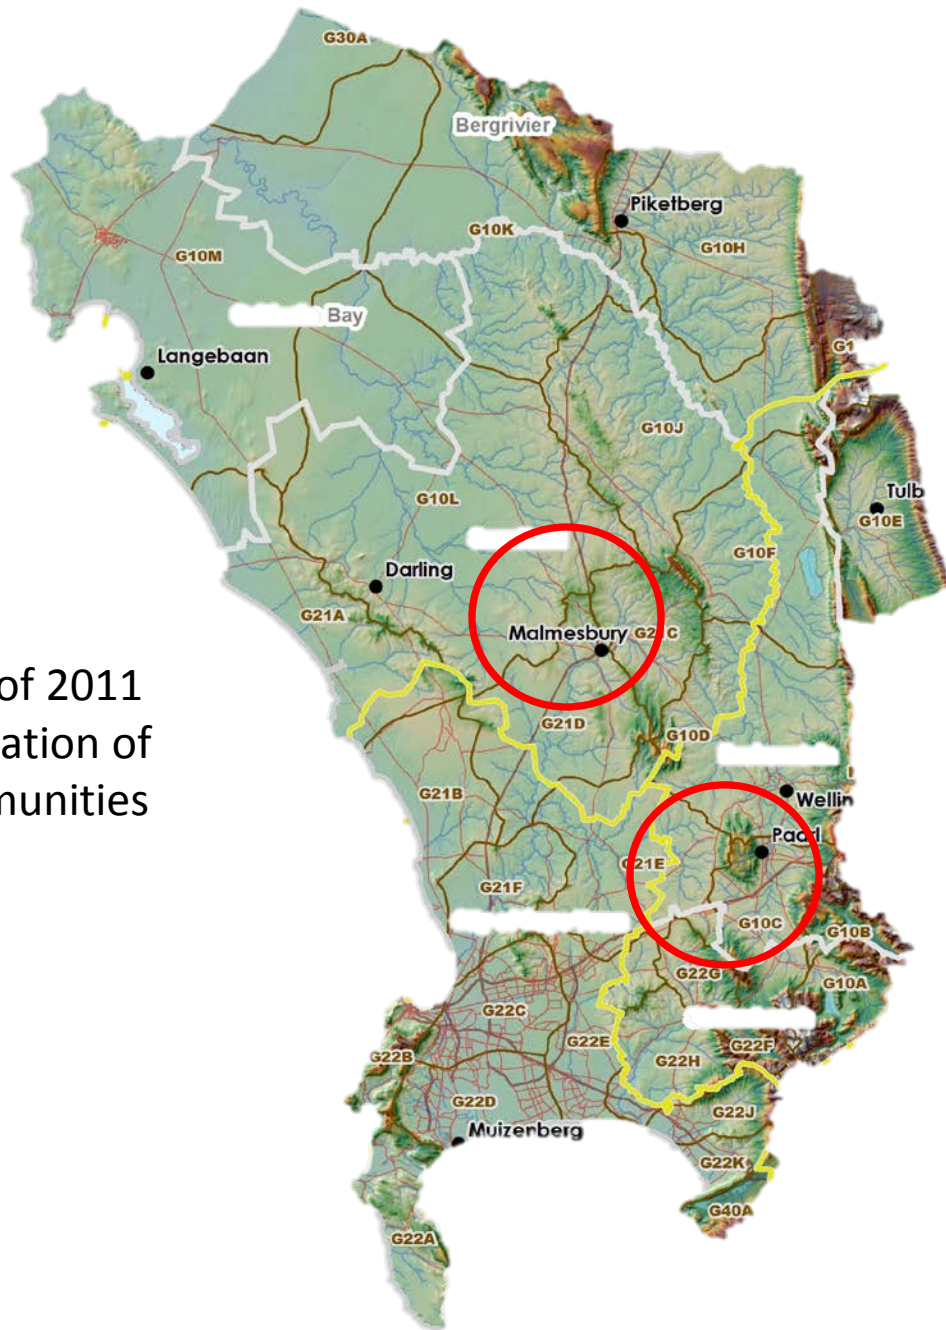 G30A
Bergrivier
Piketberg
G10K
G10H
G10M
Bay
G1
Langebaan
G10J
Tulb
G10L
G10E
G10F
Darling
G21A
Malmesbury
G21C
of 2011
ation of
munities
G21D
G10D
G21B
Wellin
Paarl
G21E
G21F
G10C
G10B
G22G
G10A
G22C
G22E
G22F
G22B
G22H
G22D
G22J
Muizenberg
G22K
G40A
G22A